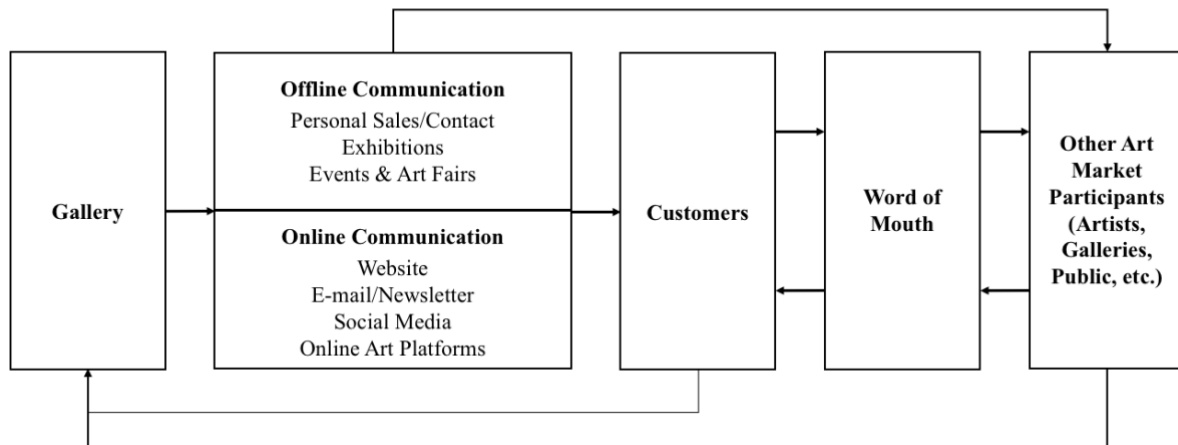 Gallery
Offline Communication
Personal Sales/Contact
Exhibitions
Events & Art Fairs
Online Communication
Website
E-mail/Newsletter
Social Media
Online Art Platforms
Customers
Word of
Mouth
Other Art
Market
Participants
(Artists,
Galleries,
Public, etc.)